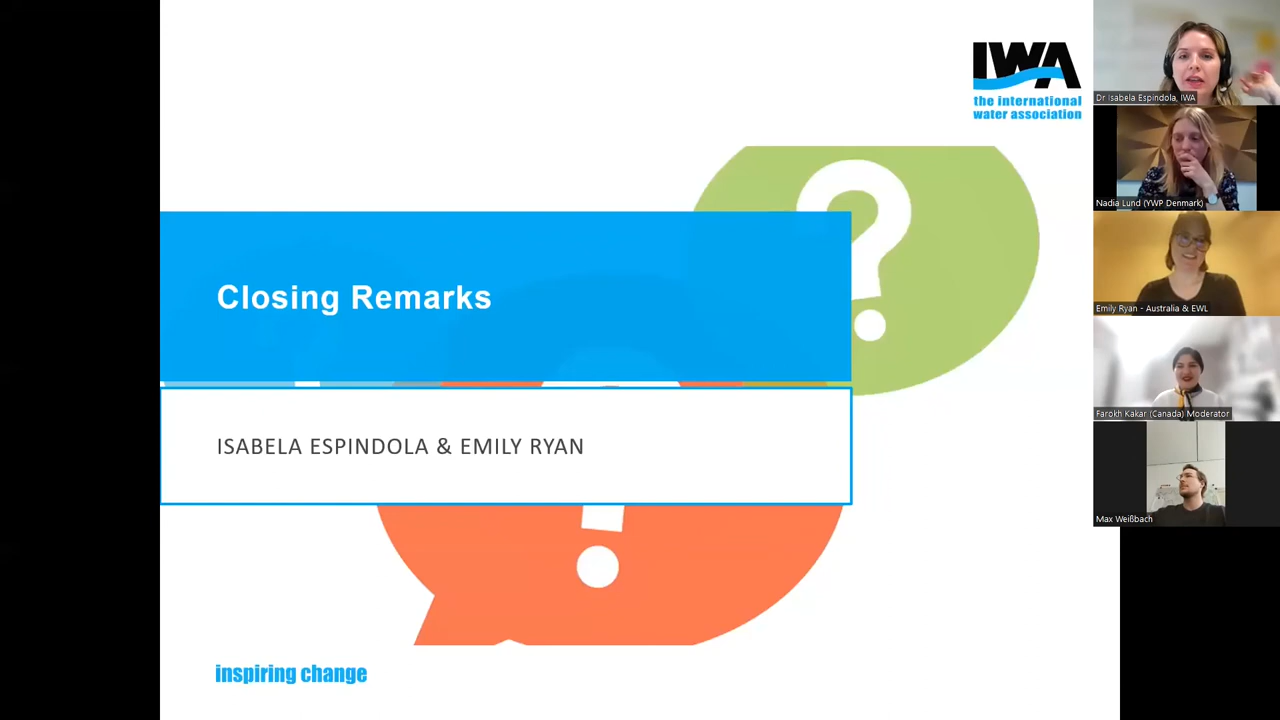 IWA
the international
water association
Closing Remarks
ISABELA ESPINDOLA & EMILY RYAN
inspiring change
Dr Isabela Espindola, IWA
Nadia Lund (YWP Denmark)
Emily Ryan - Australia & EWL
Farokh Kakar (Canada) Moderator
Max Weißbach